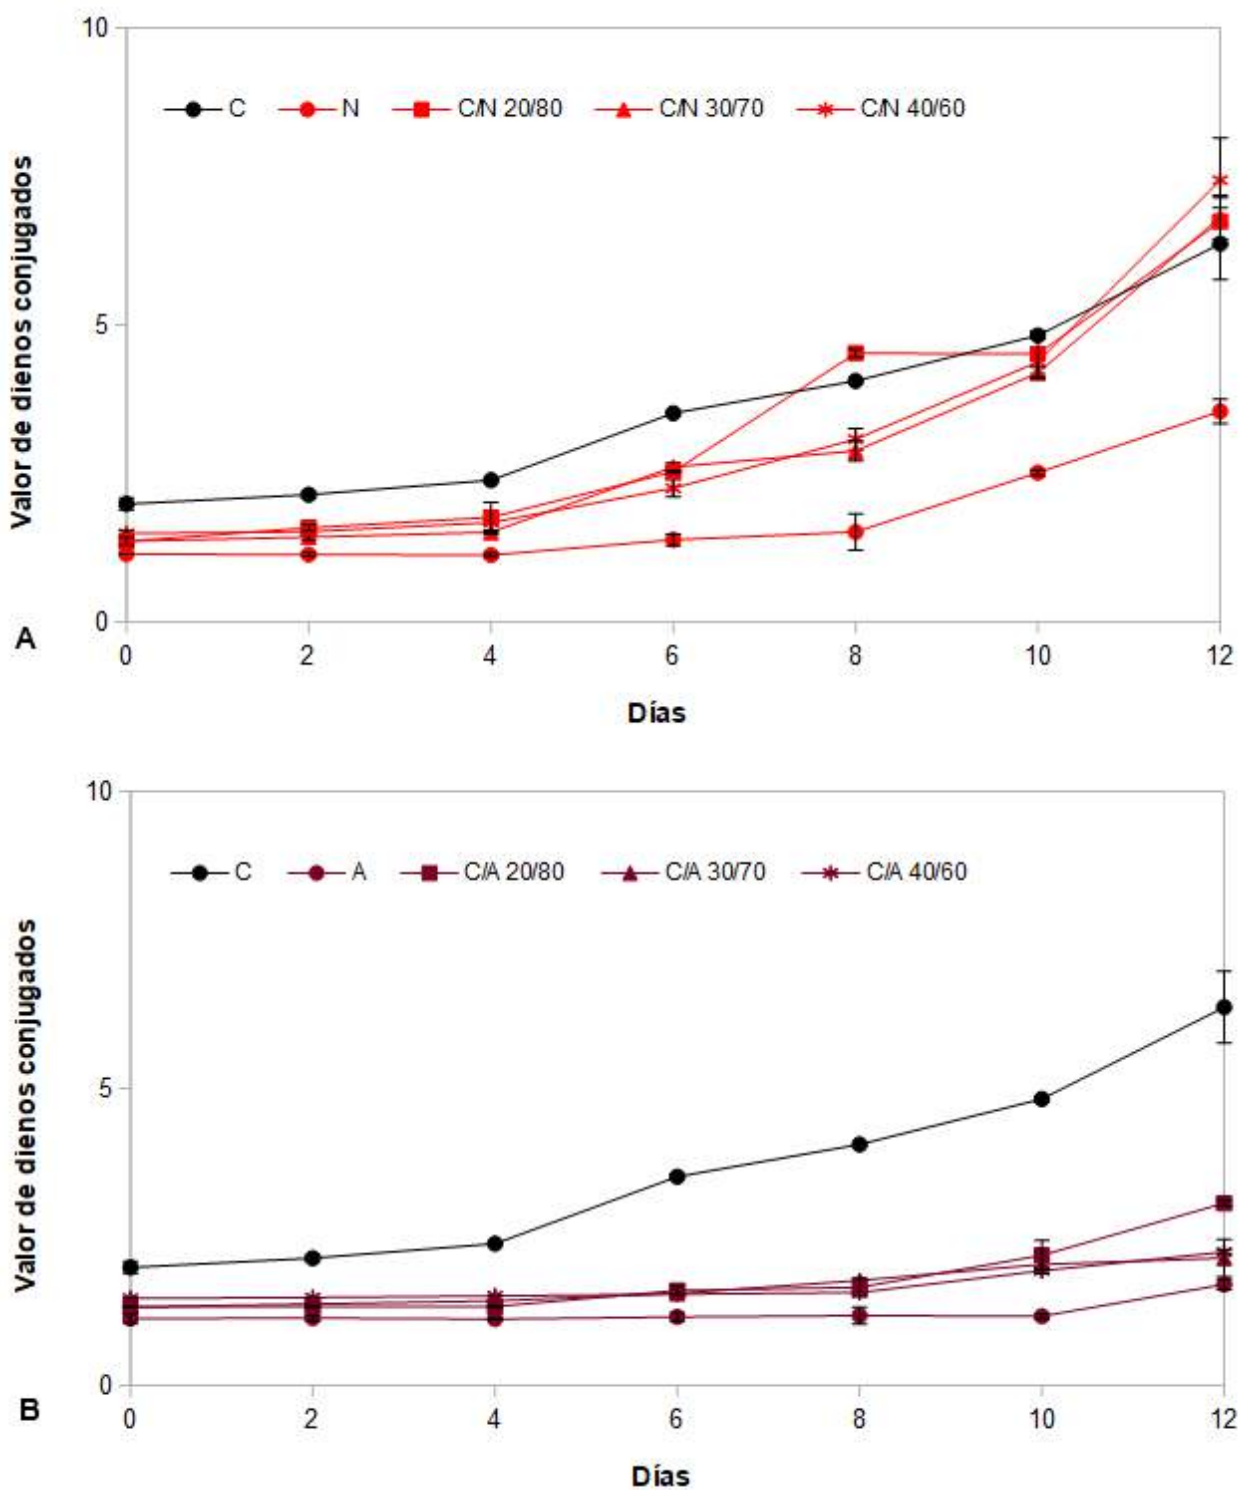 10
C N C/N 20/80 C/N 30/70 C/N 40/60
Valor de dienos conjugados
5
0
A
0 2 4 6 8 10 12
Días
10
C A C/A 20/80 C/A 30/70 C/A 40/60
Valor de dienos conjugados
5
0
B
0 2 4 6 8 10 12
Días